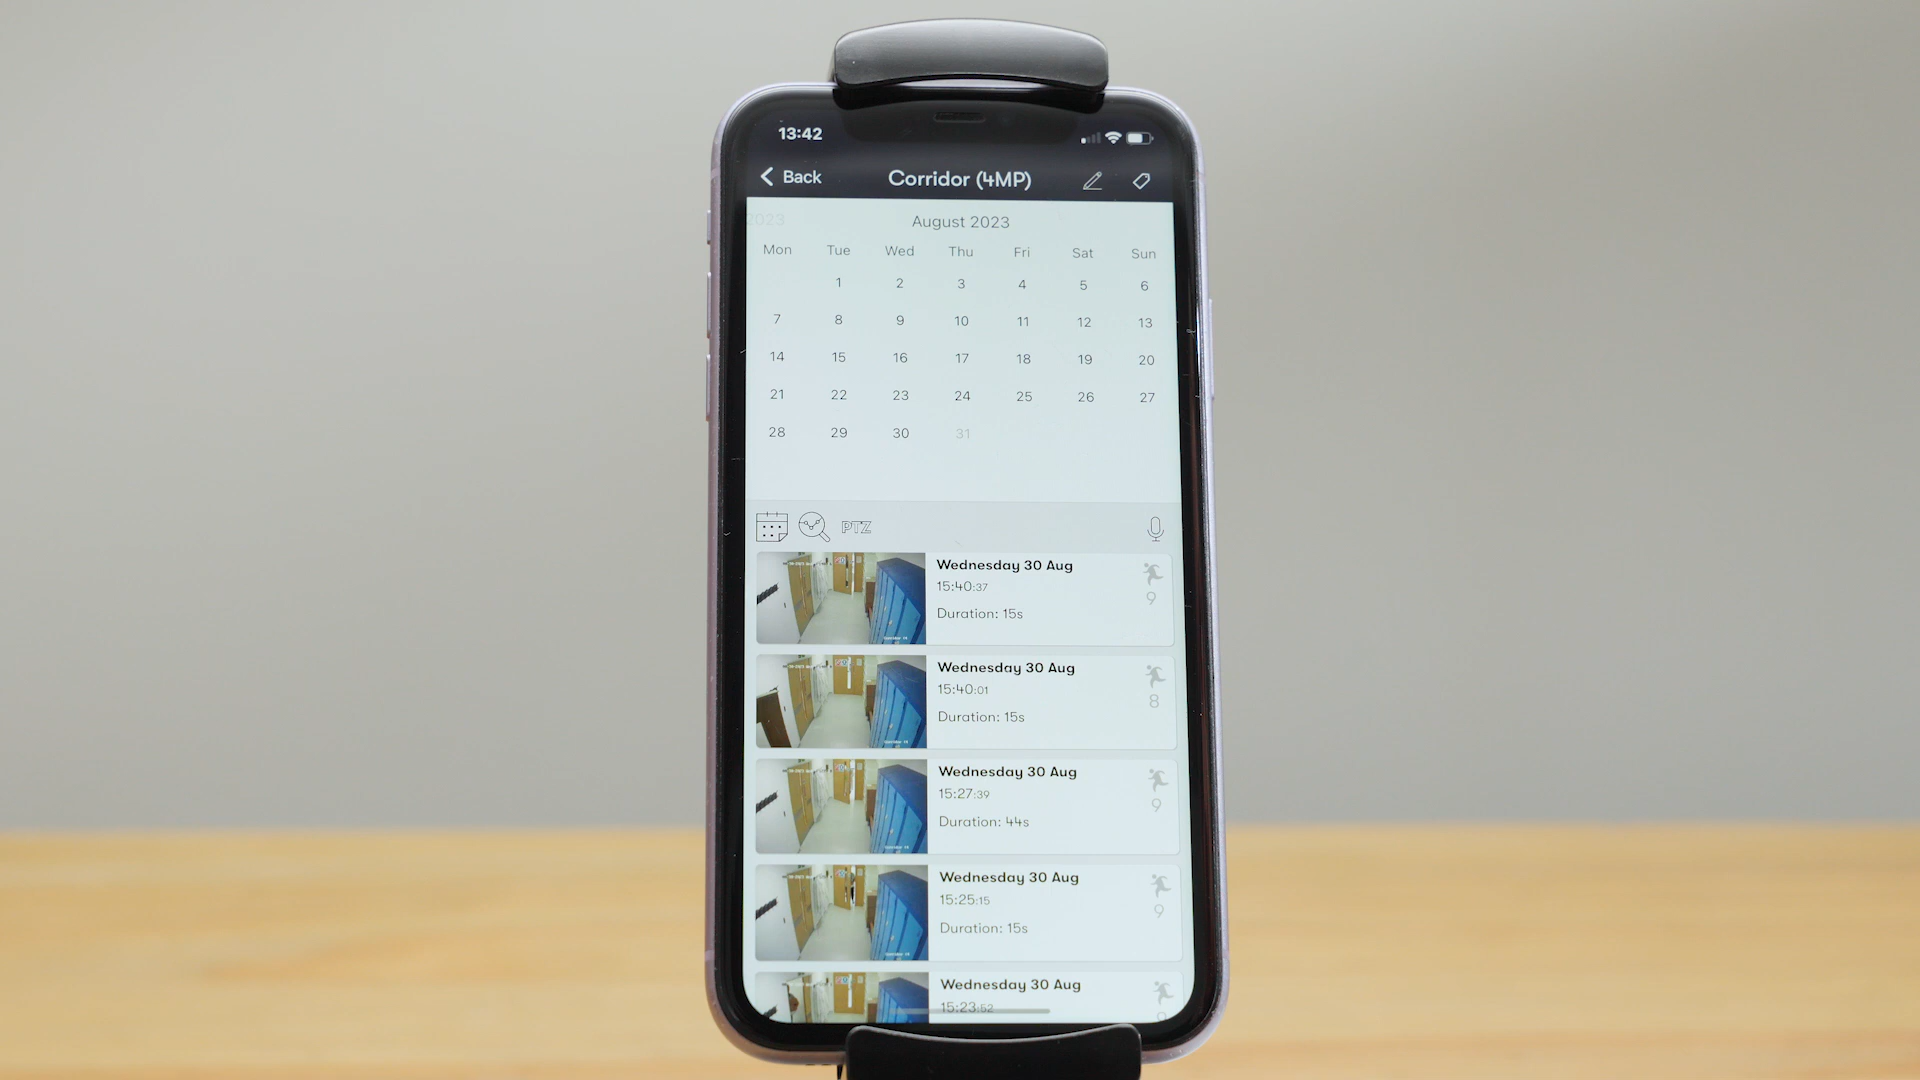 13:42
Back
Corridor (4MP)
2023
August 2023
Mon Tue Wed Thu Fri Sat Sun
1 2 3 4 5 6
7 8 9 10 11 12 13
14 15 16 17 18 19 20
21 22 23 24 25 26 27
28 29 30 31
PTZ
Wednesday 30 Aug
15:40:37
9
Duration: 15s
Wednesday 30 Aug
15:40:01
8
Duration: 15s
Wednesday 30 Aug
15:27:39
9
Duration: 44s
Wednesday 30 Aug
15:25:15
9
Duration: 15s
Wednesday 30 Aug
15:23:52